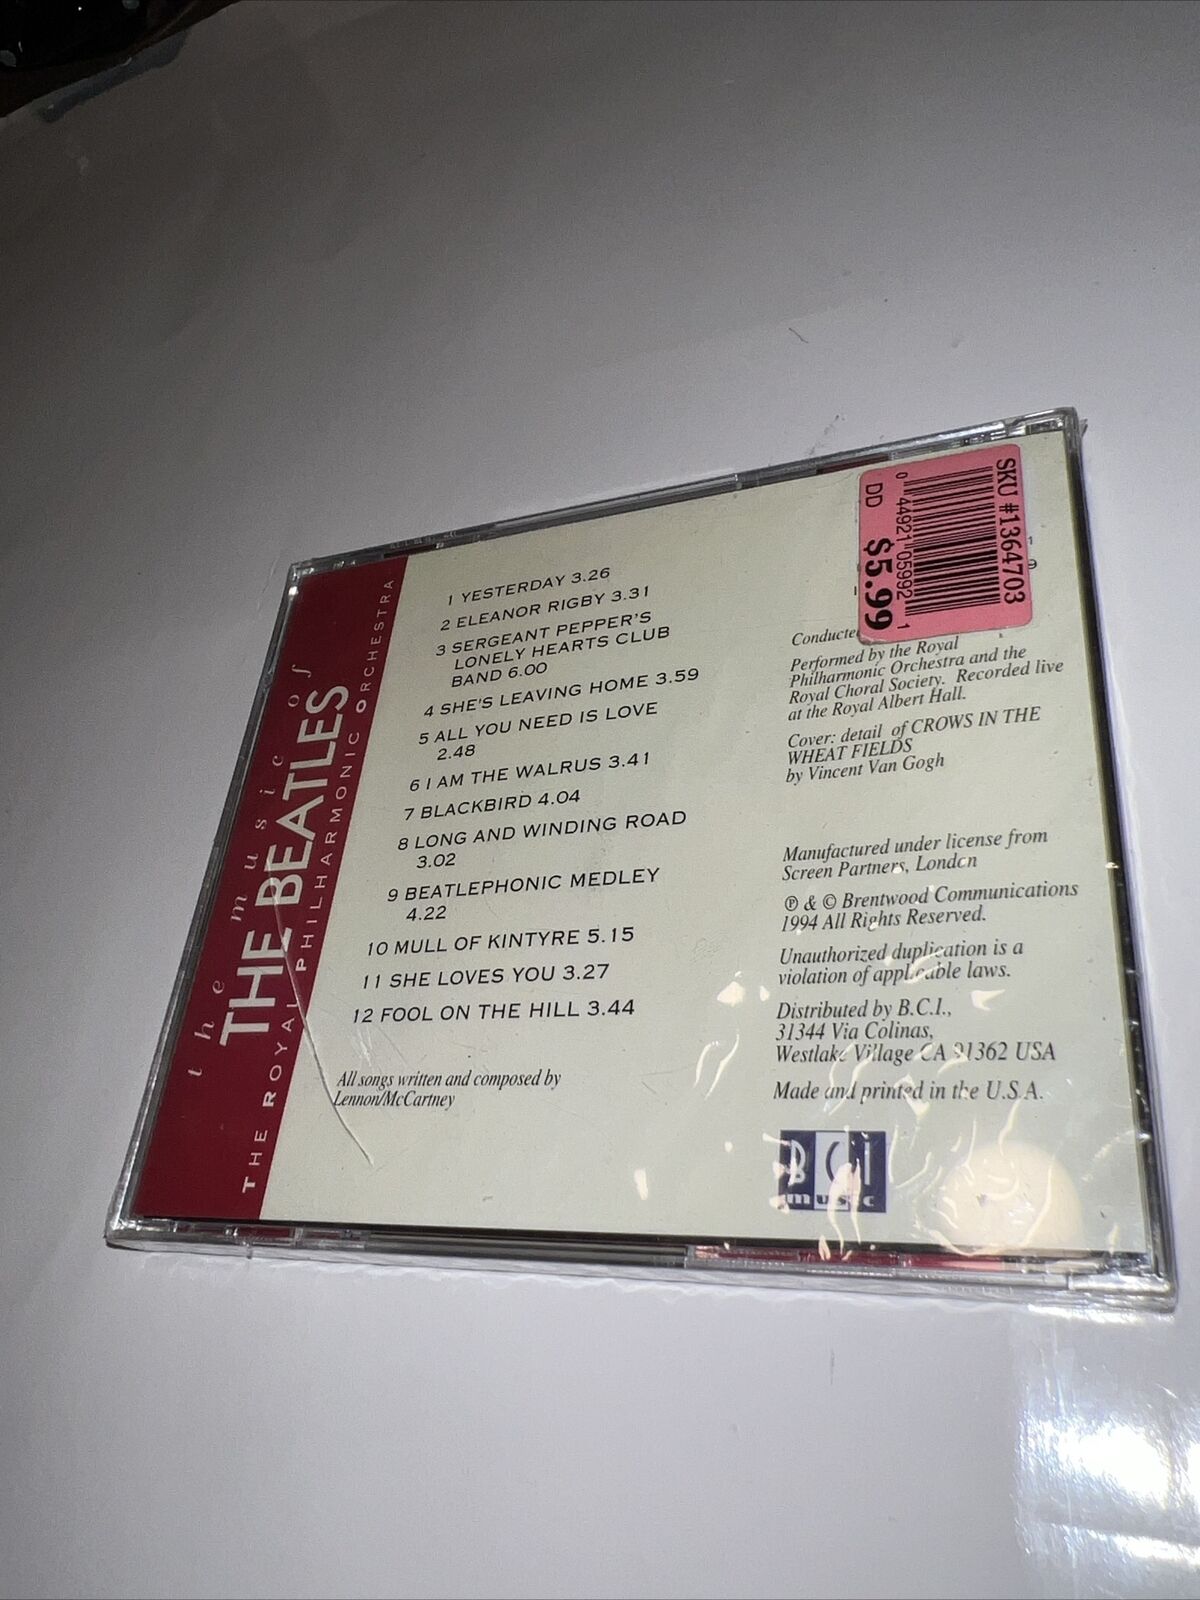 the music of
THE BEATLES
THE ROYAL PHILHARMONIC ORCHESTRA
1 YESTERDAY 3.26
2 ELEANOR RIGBY 3.31
3 SERGEANT PEPPER'S
LONELY HEARTS CLUB
BAND 6.00
4 SHE'S LEAVING HOME 3.59
5 ALL YOU NEED IS LOVE
2.48
6 I AM THE WALRUS 3.41
7 BLACKBIRD 4.04
8 LONG AND WINDING ROAD
3.02
9 BEATLEPHONIC MEDLEY
4.22
10 MULL OF KINTYRE 5.15
11 SHE LOVES YOU 3.27
12 FOOL ON THE HILL 3.44
All songs written and composed by
Lennon/McCartney
SKU #1364703
0 44921 05992 1
DD $5.99
Performed by the Royal
Philharmonic Orchestra and the
Royal Choral Society. Recorded live
at the Royal Albert Hall.
Cover: detail of CROWS IN THE
WHEAT FIELDS
by Vincent Van Gogh
Manufactured under license from
Screen Partners, London
℗ & © Brentwood Communications
1994 All Rights Reserved.
Unauthorized duplication is a
violation of applicable laws.
Distributed by B.C.I.,
31344 Via Colinas,
Westlake Village CA 91362 USA
Made and printed in the U.S.A.
BCI
music